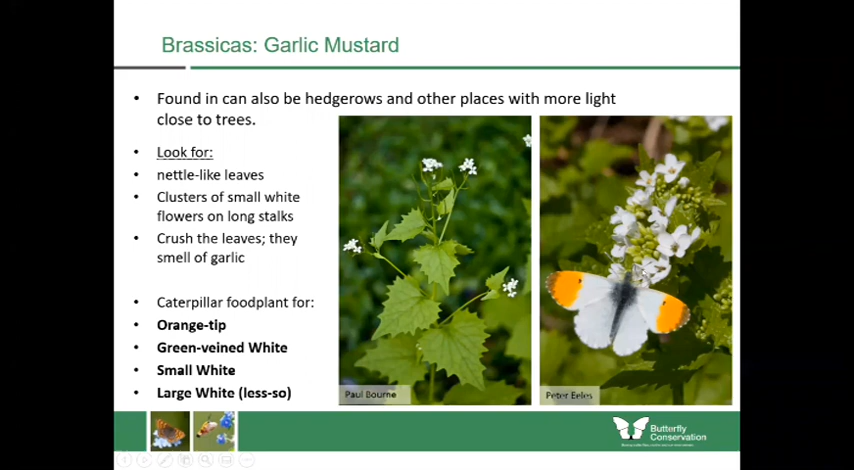 Brassicas: Garlic Mustard
• Found in can also be hedgerows and other places with more light
close to trees.
• Look for:
• nettle-like leaves
• Clusters of small white
flowers on long stalks
• Crush the leaves; they
smell of garlic
• Caterpillar foodplant for:
• Orange-tip
• Green-veined White
• Small White
• Large White (less-so)
Paul Bourne
Peter Eeles
Butterfly
Conservation